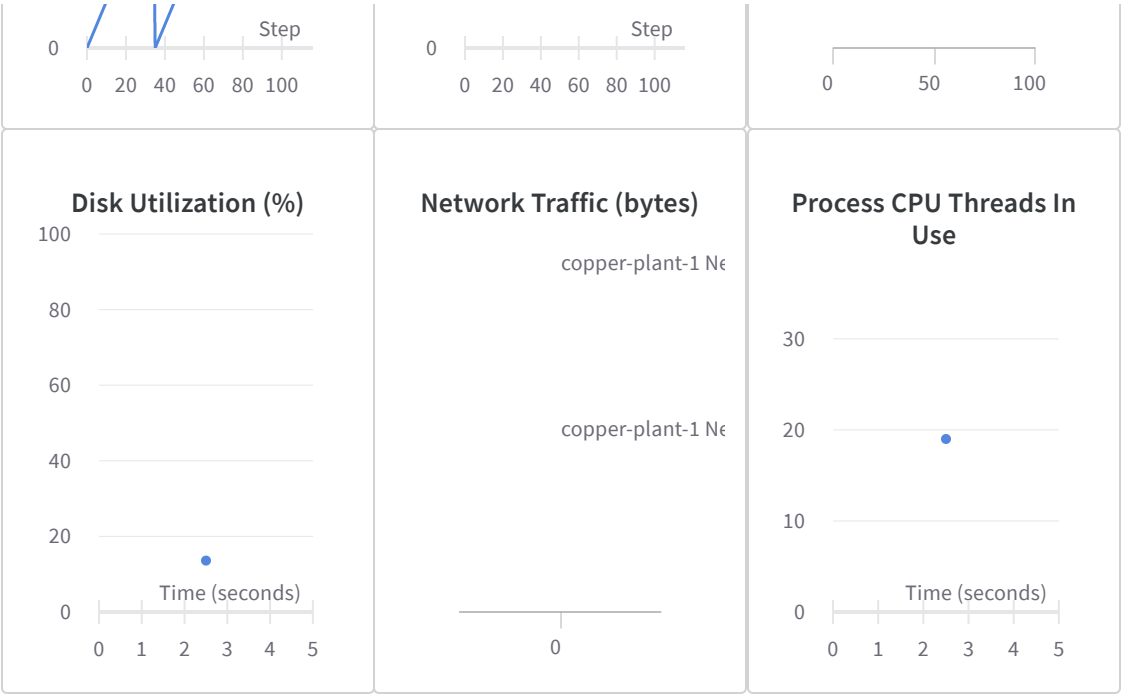 Step
0
0 20 40 60 80 100
Step
0
0 20 40 60 80 100
0 50 100
Disk Utilization (%)
100
80
60
40
20
Time (seconds)
0
0 1 2 3 4 5
Network Traffic (bytes)
copper-plant-1 Ne
copper-plant-1 Ne
0
Process CPU Threads In
Use
30
20
10
Time (seconds)
0
0 1 2 3 4 5